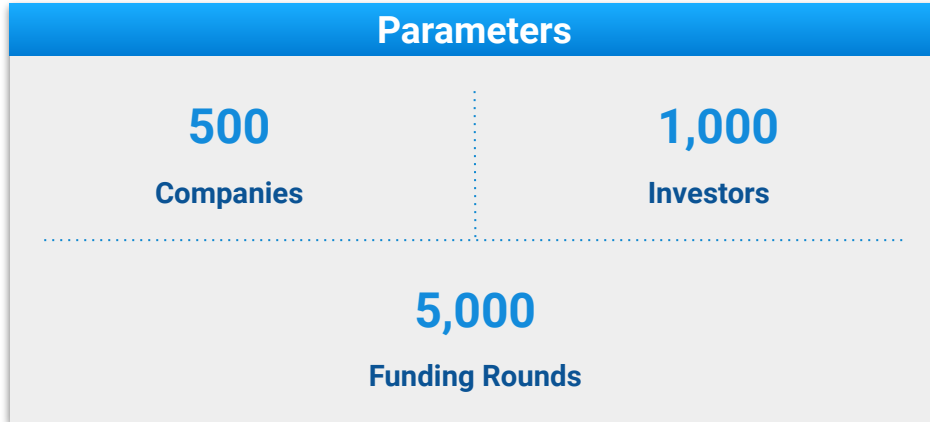 Parameters
500
1,000
Companies
Investors
5,000
Funding Rounds